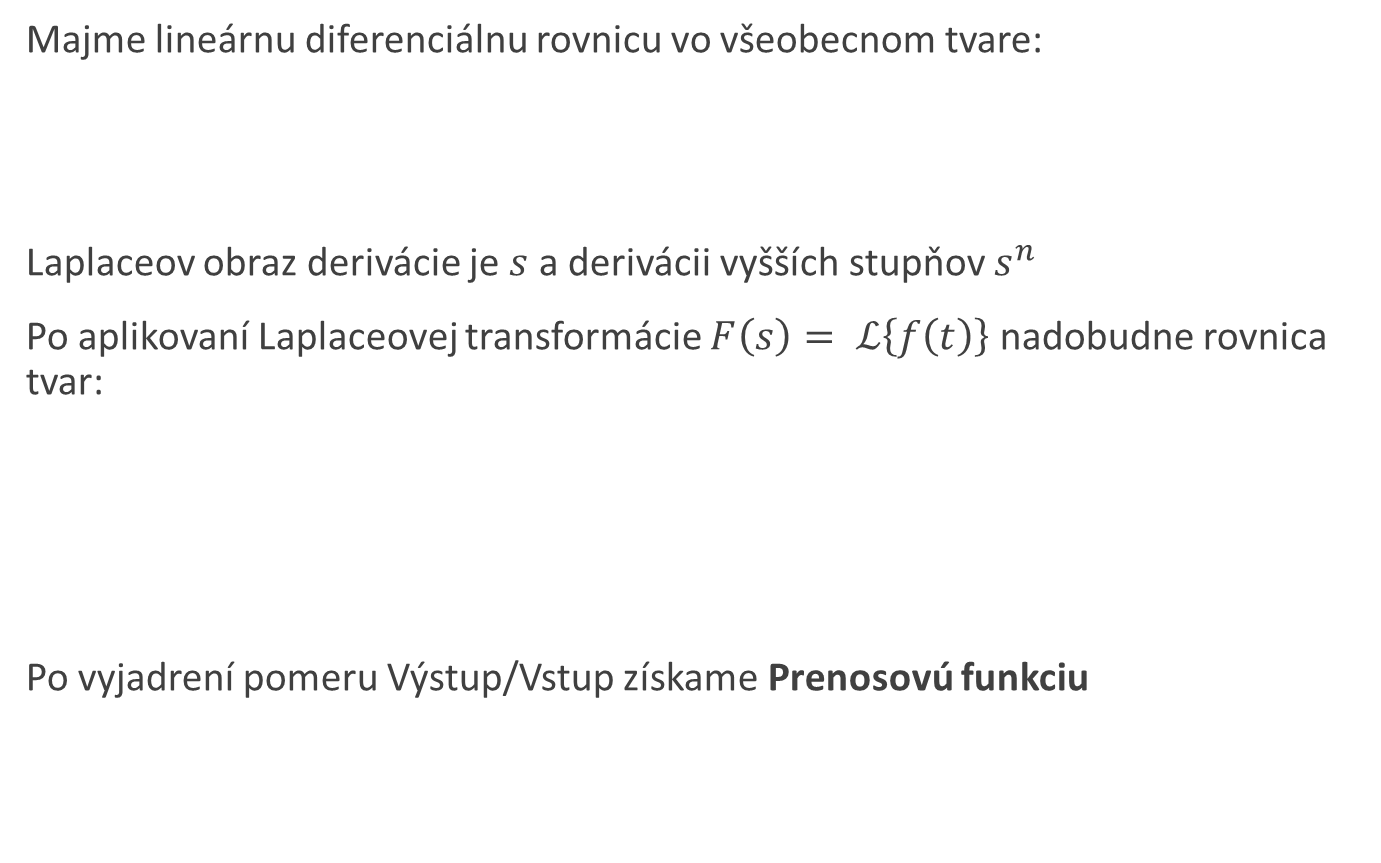 Majme lineárnu diferenciálnu rovnicu vo všeobecnom tvare:
Laplaceov obraz derivácie je s a derivácii vyšších stupňov sⁿ
Po aplikovaní Laplaceovej transformácie F(s) = ℒ{f(t)} nadobudne rovnica
tvar:
Po vyjadrení pomeru Výstup/Vstup získame Prenosovú funkciu